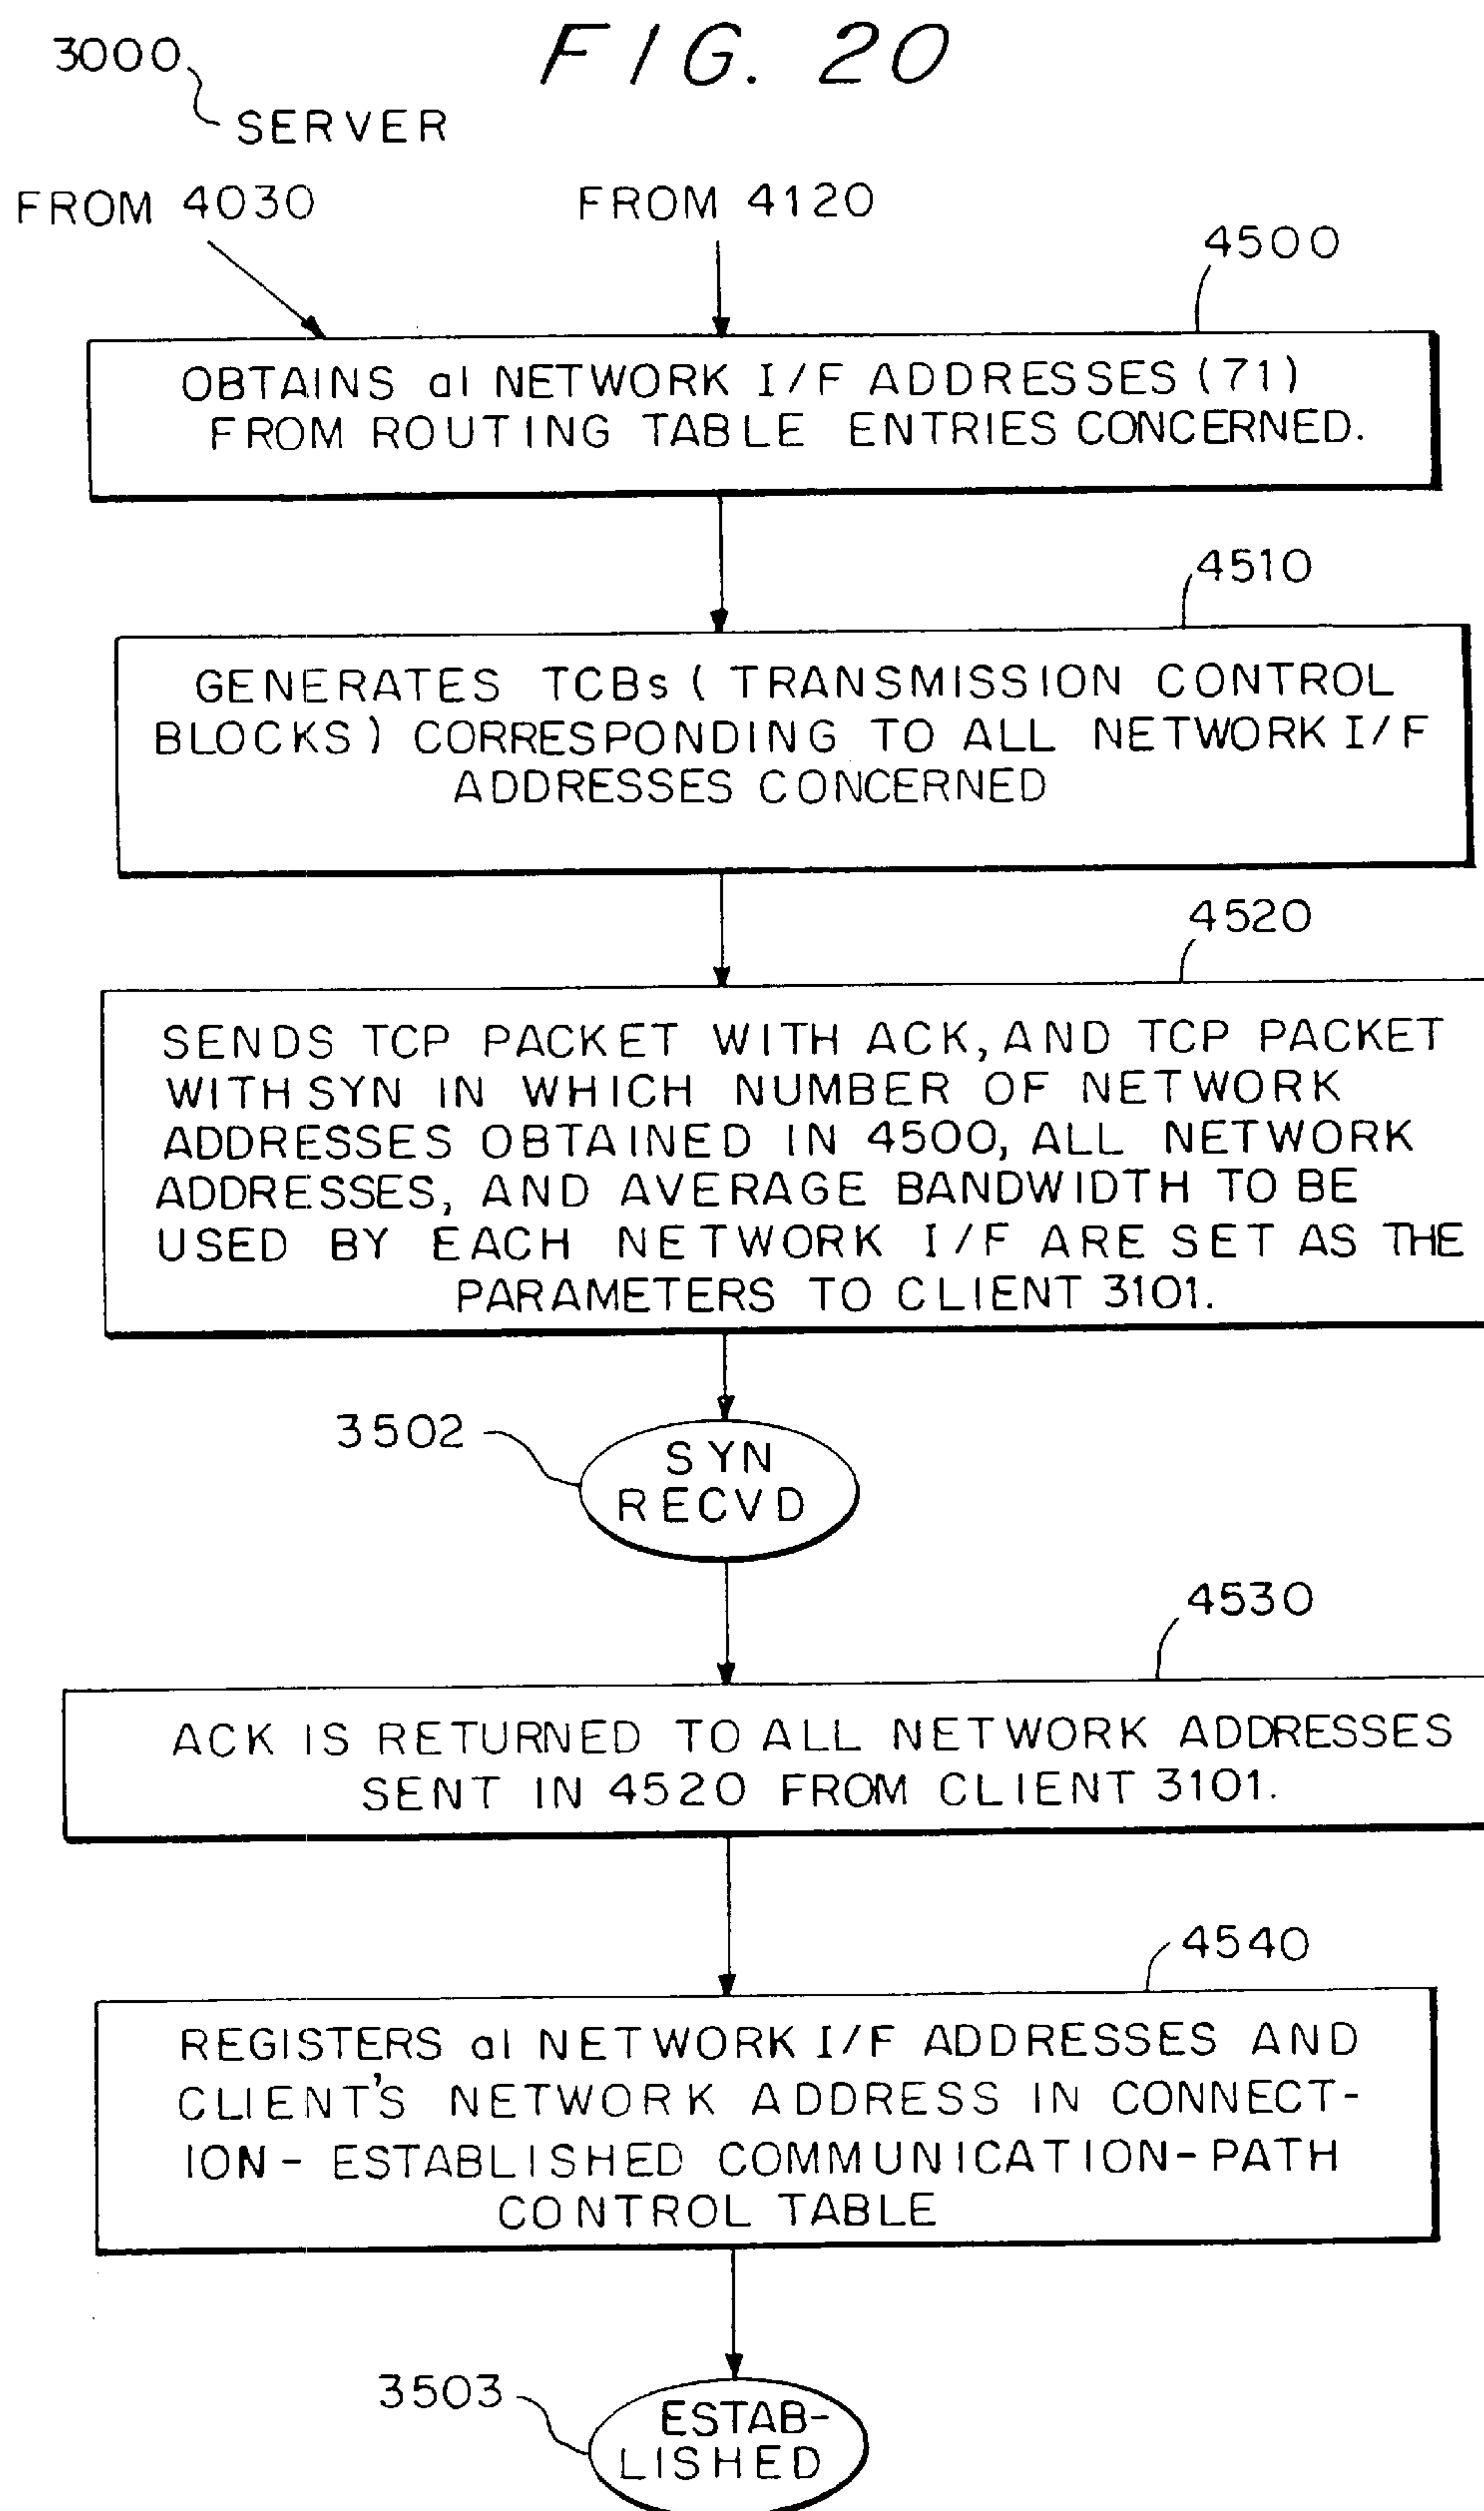 FIG. 20
3000
SERVER
FROM 4030
FROM 4120
4500
OBTAINS al NETWORK I/F ADDRESSES (71)
FROM ROUTING TABLE ENTRIES CONCERNED.
4510
GENERATES TCBs ( TRANSMISSION CONTROL
BLOCKS) CORRESPONDING TO ALL NETWORK I/F
ADDRESSES CONCERNED
4520
SENDS TCP PACKET WITH ACK, AND TCP PACKET
WITH SYN IN WHICH NUMBER OF NETWORK
ADDRESSES OBTAINED IN 4500, ALL NETWORK
ADDRESSES, AND AVERAGE BANDWIDTH TO BE
USED BY EACH NETWORK I/F ARE SET AS THE
PARAMETERS TO CLIENT 3101.
3502
SYN
RECVD
4530
ACK IS RETURNED TO ALL NETWORK ADDRESSES
SENT IN 4520 FROM CLIENT 3101.
4540
REGISTERS al NETWORK I/F ADDRESSES AND
CLIENT'S NETWORK ADDRESS IN CONNECT-
ION- ESTABLISHED COMMUNICATION-PATH
CONTROL TABLE
3503
ESTAB-
LISHED